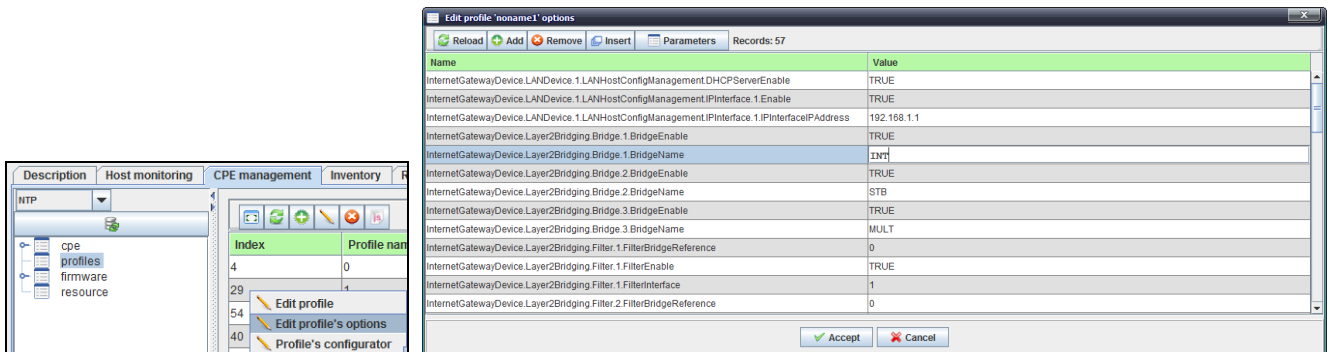 Description Host monitoring CPE management Inventory
NTP
cpe
profiles
firmware
resource
Index Profile nam
4 0
29 1
54
40
Edit profile
Edit profile's options
Profile's configurator
Edit profile 'noname1' options
Reload Add Remove Insert Parameters Records: 57
Name Value
InternetGatewayDevice.LANDevice.1.LANHostConfigManagement.DHCPServerEnable TRUE
InternetGatewayDevice.LANDevice.1.LANHostConfigManagement.IPInterface.1.Enable TRUE
InternetGatewayDevice.LANDevice.1.LANHostConfigManagement.IPInterface.1.IPInterfaceIPAddress 192.168.1.1
InternetGatewayDevice.Layer2Bridging.Bridge.1.BridgeEnable TRUE
InternetGatewayDevice.Layer2Bridging.Bridge.1.BridgeName INT
InternetGatewayDevice.Layer2Bridging.Bridge.2.BridgeEnable TRUE
InternetGatewayDevice.Layer2Bridging.Bridge.2.BridgeName STB
InternetGatewayDevice.Layer2Bridging.Bridge.3.BridgeEnable TRUE
InternetGatewayDevice.Layer2Bridging.Bridge.3.BridgeName MULT
InternetGatewayDevice.Layer2Bridging.Filter.1.FilterBridgeReference 0
InternetGatewayDevice.Layer2Bridging.Filter.1.FilterEnable TRUE
InternetGatewayDevice.Layer2Bridging.Filter.1.FilterInterface 1
InternetGatewayDevice.Layer2Bridging.Filter.2.FilterBridgeReference 0
Accept Cancel